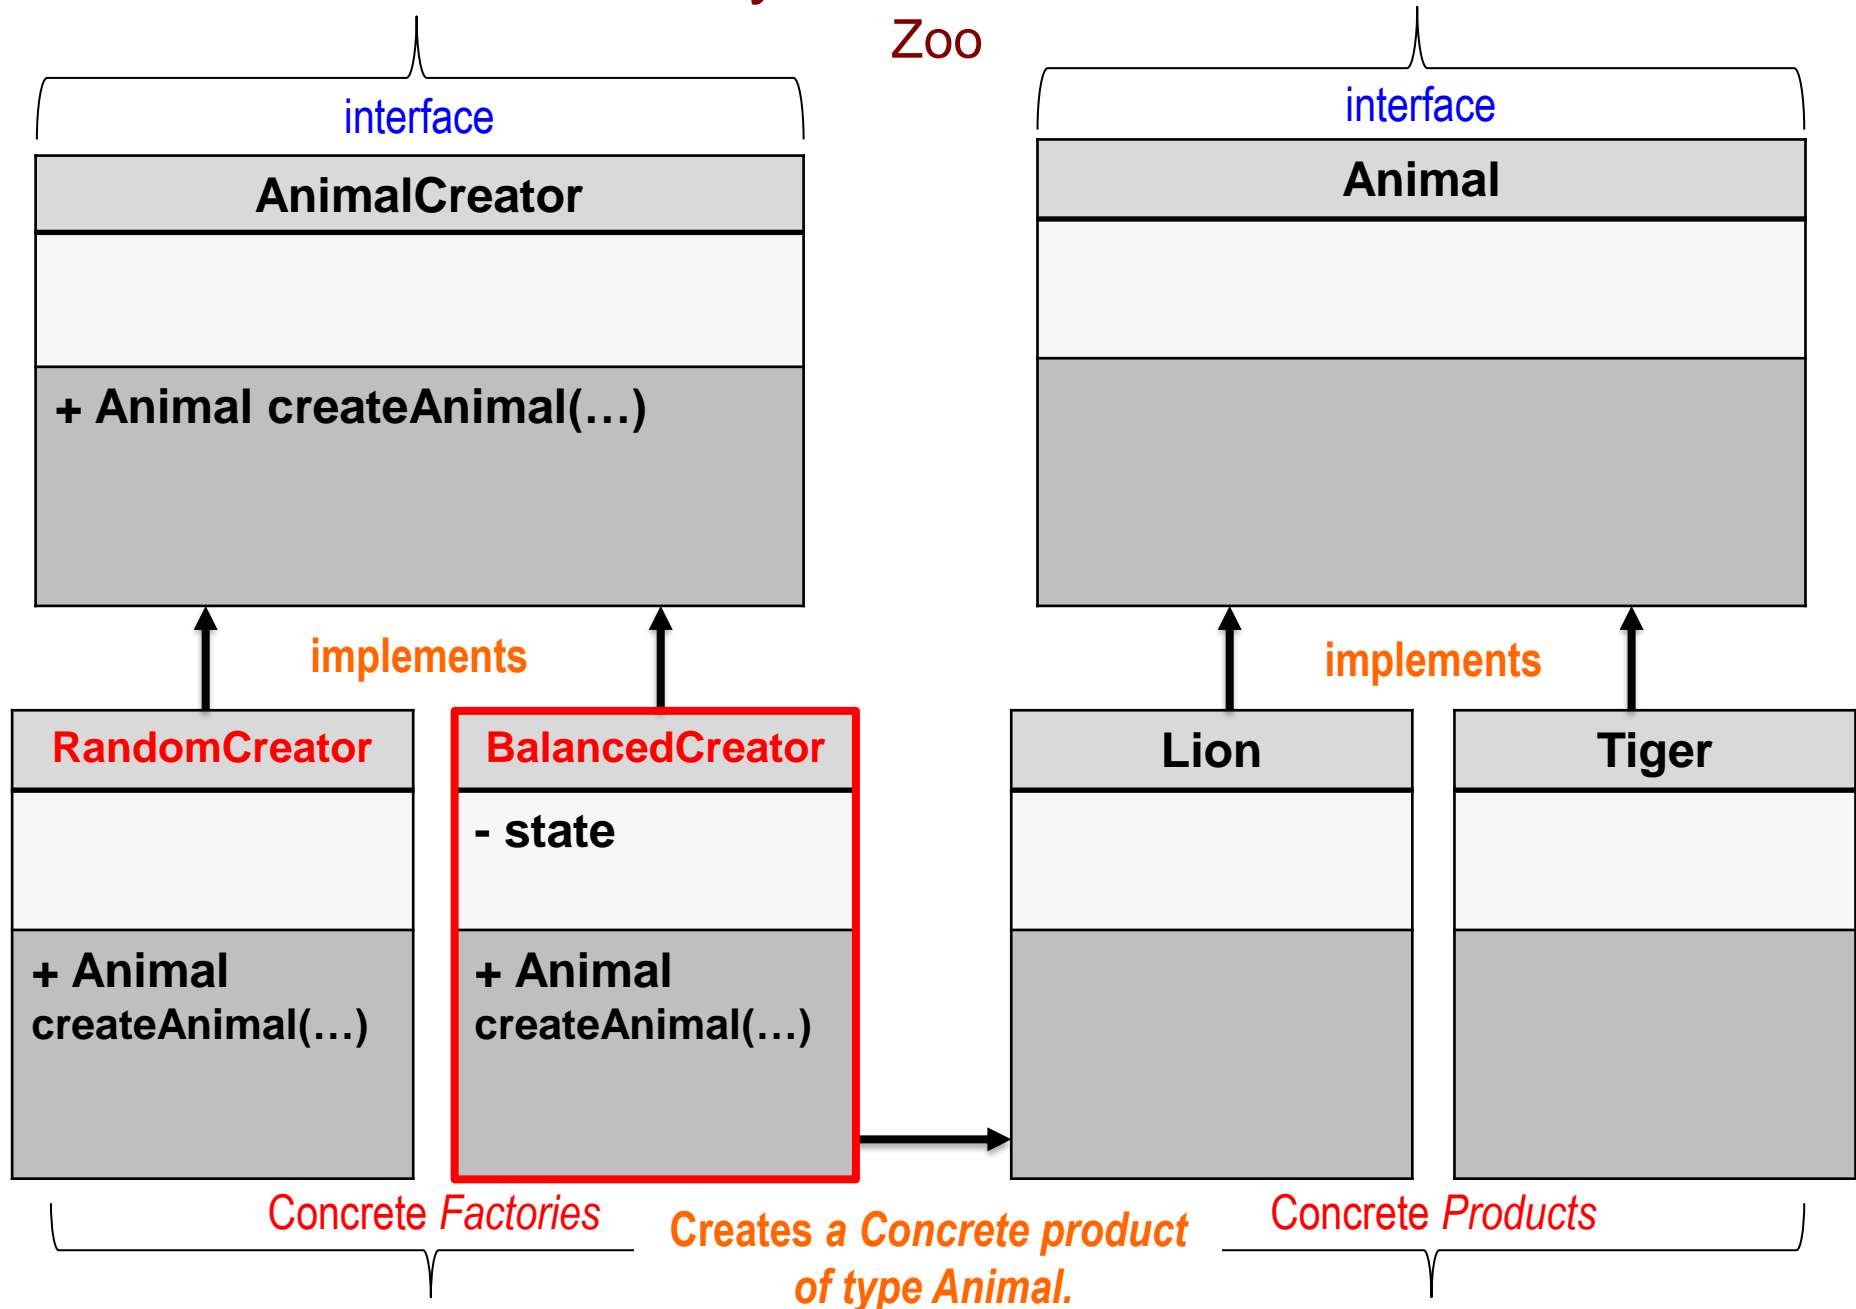 Zoo
interface
AnimalCreator
+ Animal createAnimal(…)
interface
Animal
implements
implements
RandomCreator
+ Animal
createAnimal(…)
BalancedCreator
- state
+ Animal
createAnimal(…)
Lion
Tiger
Concrete Factories
Creates a Concrete product
of type Animal.
Concrete Products